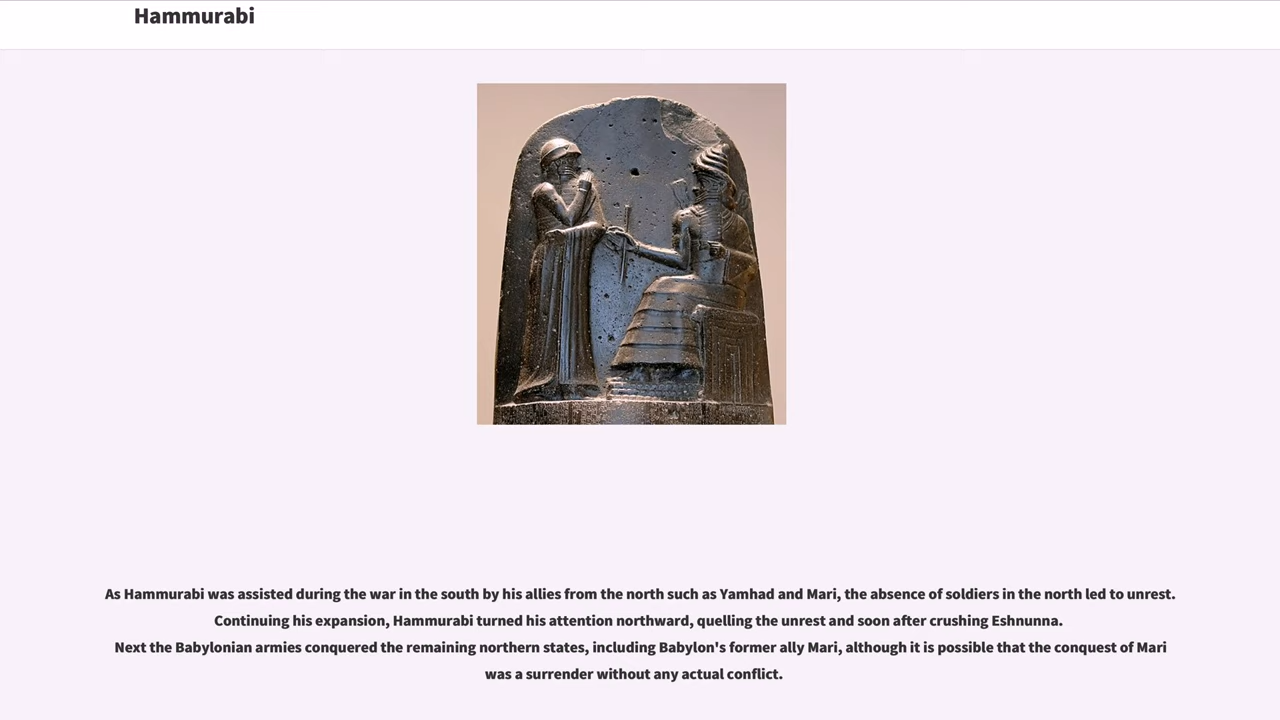 Hammurabi
As Hammurabi was assisted during the war in the south by his allies from the north such as Yamhad and Mari, the absence of soldiers in the north led to unrest.
Continuing his expansion, Hammurabi turned his attention northward, quelling the unrest and soon after crushing Eshnunna.
Next the Babylonian armies conquered the remaining northern states, including Babylon's former ally Mari, although it is possible that the conquest of Mari
was a surrender without any actual conflict.